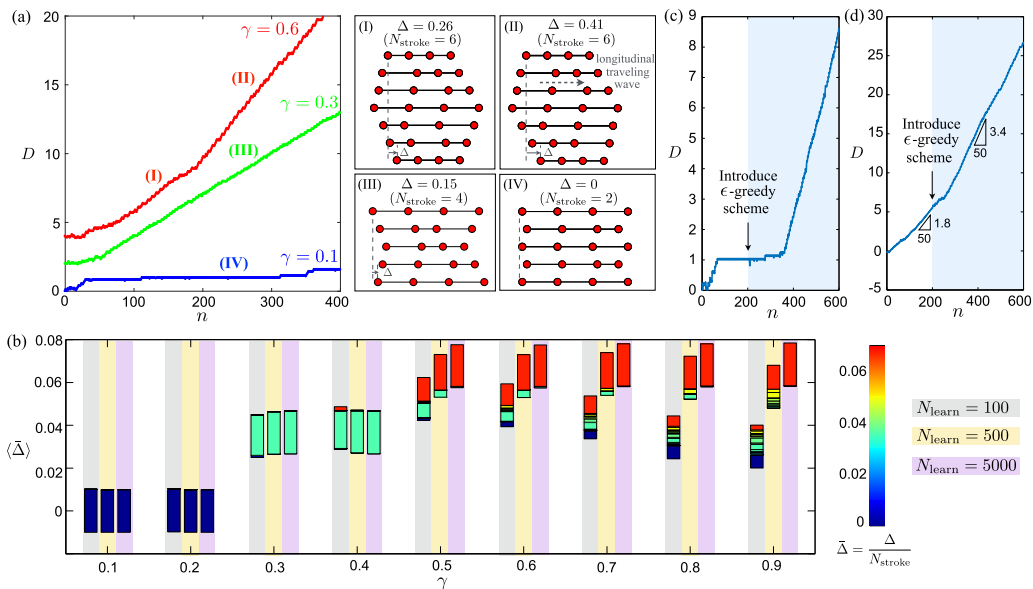 (a)
20
15
10
5
0
D
0
100
200
300
400
n
γ = 0.6
γ = 0.3
γ = 0.1
(I)
(II)
(III)
(IV)
(I)
Δ = 0.26
(N_stroke = 6)
Δ
(II)
Δ = 0.41
(N_stroke = 6)
longitudinal
traveling
wave
Δ
(III)
Δ = 0.15
(N_stroke = 4)
Δ
(IV)
Δ = 0
(N_stroke = 2)
(c)
9
8
7
6
5
4
3
2
1
0
D
0
200
400
600
n
Introduce
ϵ-greedy
scheme
(d)
30
25
20
15
10
5
0
-5
D
0
200
400
600
n
Introduce
ϵ-greedy
scheme
3.4
50
1.8
50
(b)
0.08
0.06
0.04
0.02
0
⟨Δ̄⟩
0.1
0.2
0.3
0.4
0.5
0.6
0.7
0.8
0.9
γ
0.06
0.04
0.02
0
Δ̄ = Δ / N_stroke
N_learn = 100
N_learn = 500
N_learn = 5000